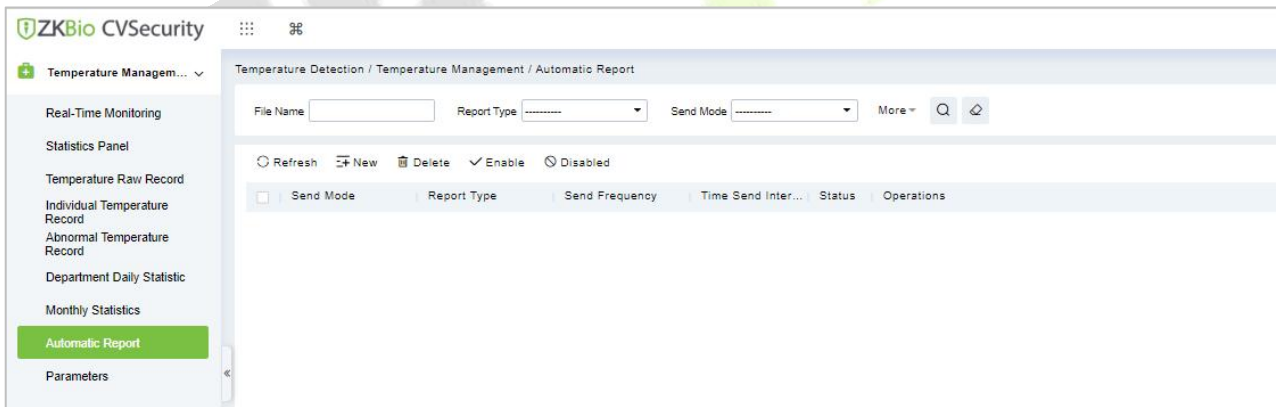 ZKBio CVSecurity
Temperature Managem...
Real-Time Monitoring
Statistics Panel
Temperature Raw Record
Individual Temperature
Record
Abnormal Temperature
Record
Department Daily Statistic
Monthly Statistics
Automatic Report
Parameters
Temperature Detection / Temperature Management / Automatic Report
File Name Report Type ---------- Send Mode ---------- More
Refresh New Delete Enable Disabled
Send Mode Report Type Send Frequency Time Send Inter... Status Operations